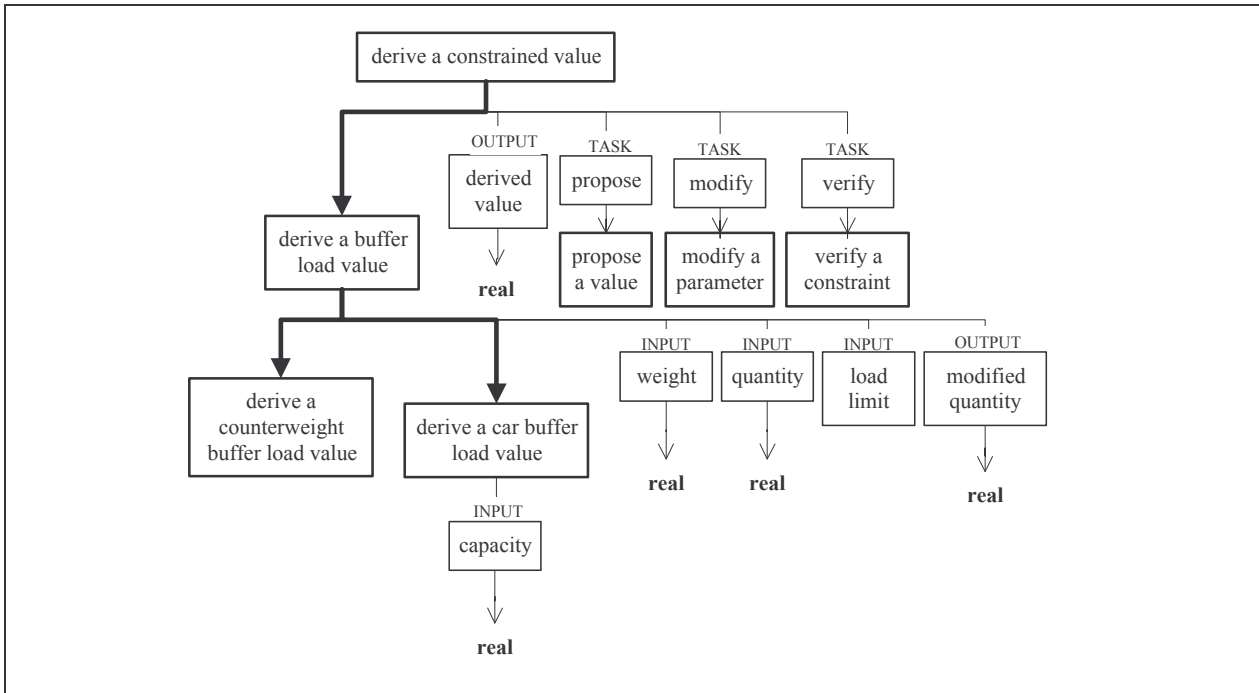 derive a constrained value
OUTPUT
derived
value
real
TASK
propose
propose
a value
TASK
modify
modify a
parameter
TASK
verify
verify a
constraint
derive a buffer
load value
derive a
counterweight
buffer load value
derive a car buffer
load value
INPUT
weight
real
INPUT
quantity
real
INPUT
load
limit
OUTPUT
modified
quantity
real
INPUT
capacity
real